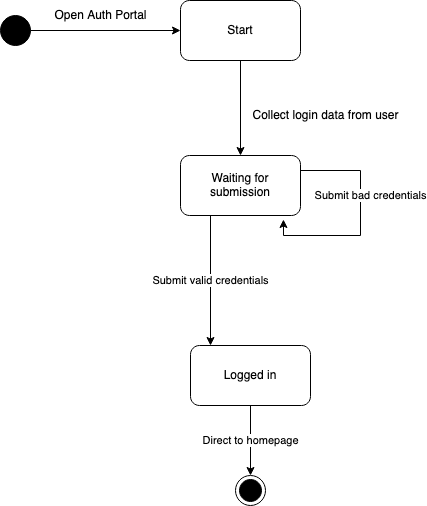 Open Auth Portal
Start
Collect login data from user
Waiting for
submission
Submit bad credentials
Submit valid credentials
Logged in
Direct to homepage